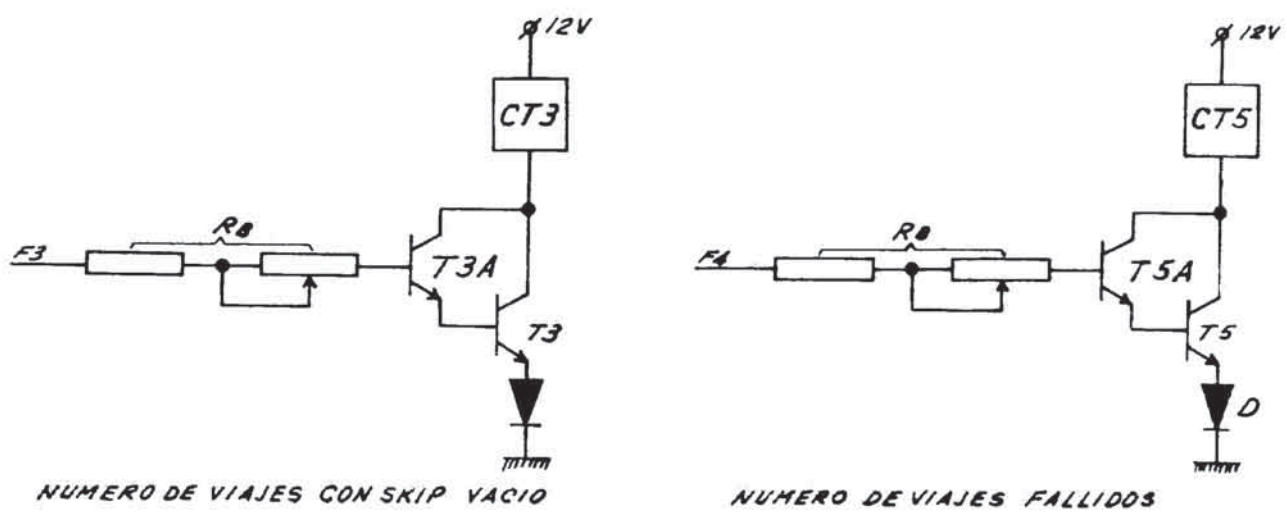 12V
CT3
RB
F3
T3A
T3
NUMERO DE VIAJES CON SKIP VACIO
12V
CT5
RB
F4
T5A
T5
D
NUMERO DE VIAJES FALLIDOS